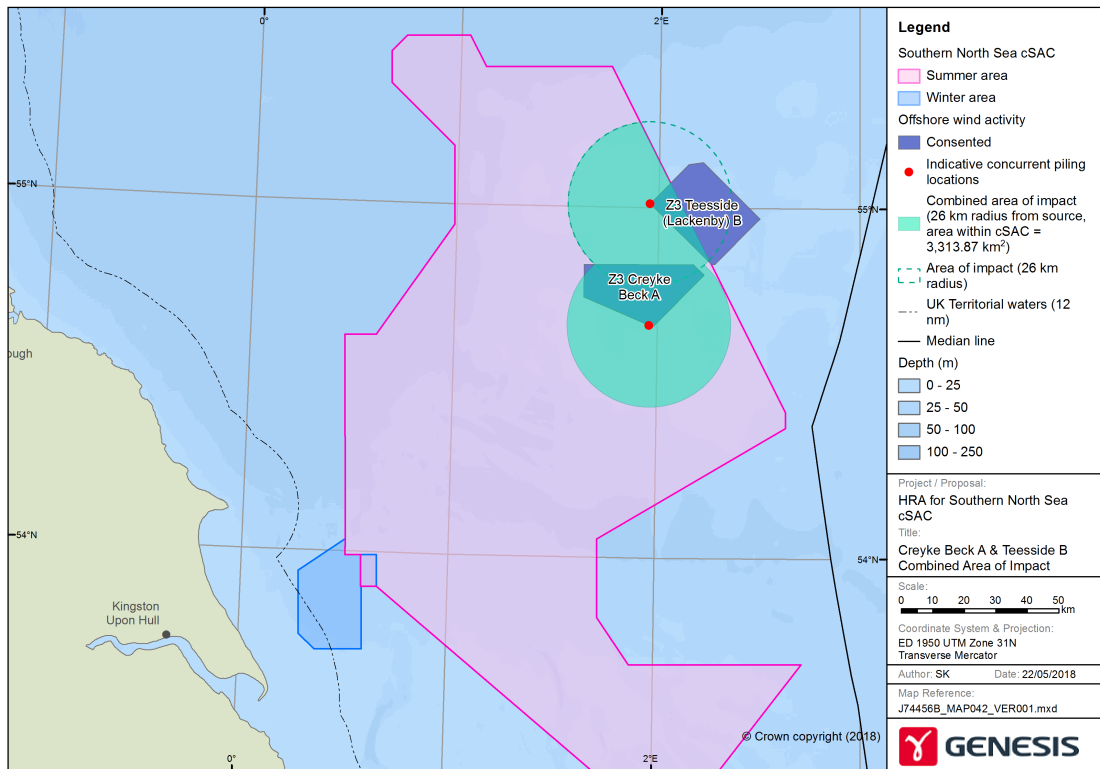 0°
2°E
55°N
55°N
Z3 Teesside
(Lackenby) B
Z3 Creyke
Beck A
ough
54°N
54°N
Kingston
Upon Hull
© Crown copyright (2018)
0°
2°E
Legend
Southern North Sea cSAC
Summer area
Winter area
Offshore wind activity
Consented
Indicative concurrent piling
locations
Combined area of impact
(26 km radius from source,
area within cSAC =
3,313.87 km²)
Area of impact (26 km
radius)
UK Territorial waters (12
nm)
Median line
Depth (m)
0 - 25
25 - 50
50 - 100
100 - 250
Project / Proposal:
HRA for Southern North Sea
cSAC
Title:
Creyke Beck A & Teesside B
Combined Area of Impact
Scale:
0 10 20 30 40 50
km
Coordinate System & Projection:
ED 1950 UTM Zone 31N
Transverse Mercator
Author: SK Date: 22/05/2018
Map Reference:
J74456B_MAP042_VER001.mxd
GENESIS